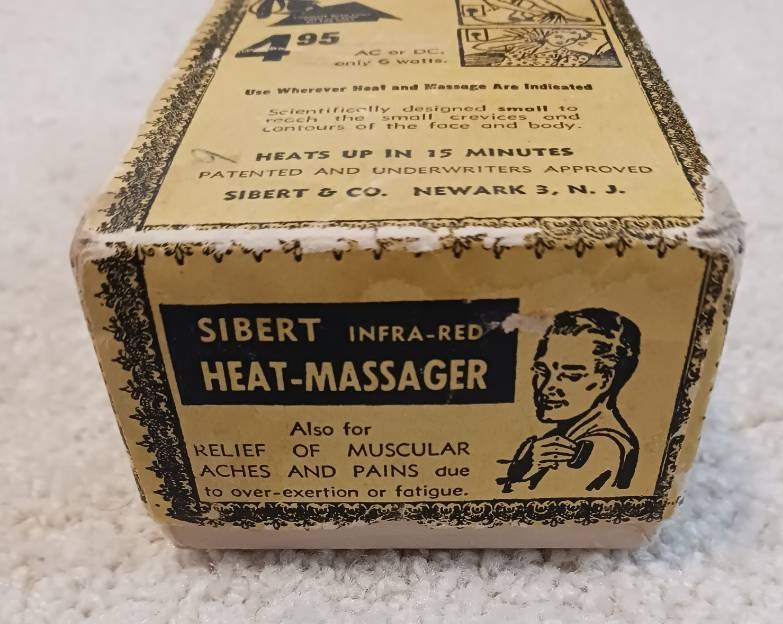 4 95
AC or DC,
only 6 watts.
Use Wherever Heat and Massage Are Indicated
Scientifically designed small to
reach the small crevices and
contours of the face and body.
HEATS UP IN 15 MINUTES
PATENTED AND UNDERWRITERS APPROVED
SIBERT & CO. NEWARK 3, N. J.
SIBERT INFRA-RED
HEAT-MASSAGER
Also for
RELIEF OF MUSCULAR
ACHES AND PAINS due
to over-exertion or fatigue.